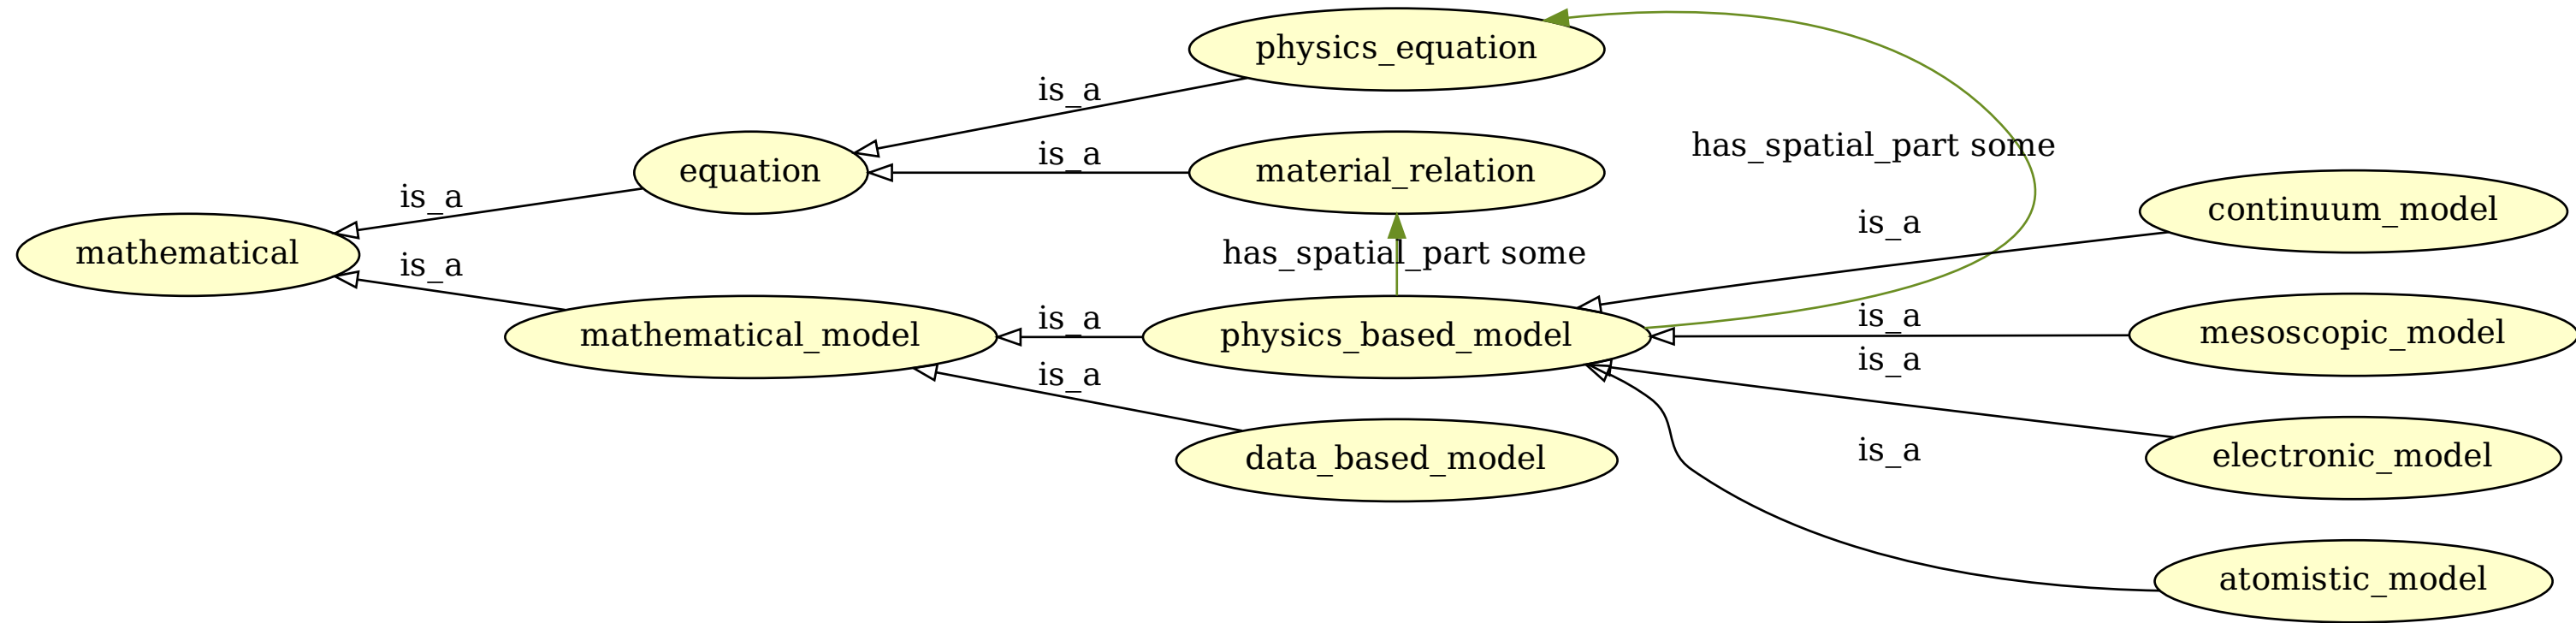 physics_equation
is_a
has_spatial_part some
equation
is_a
material_relation
is_a
continuum_model
is_a
mathematical
has_spatial_part some
is_a
mathematical_model
is_a
physics_based_model
is_a
mesoscopic_model
is_a
is_a
data_based_model
is_a
electronic_model
atomistic_model